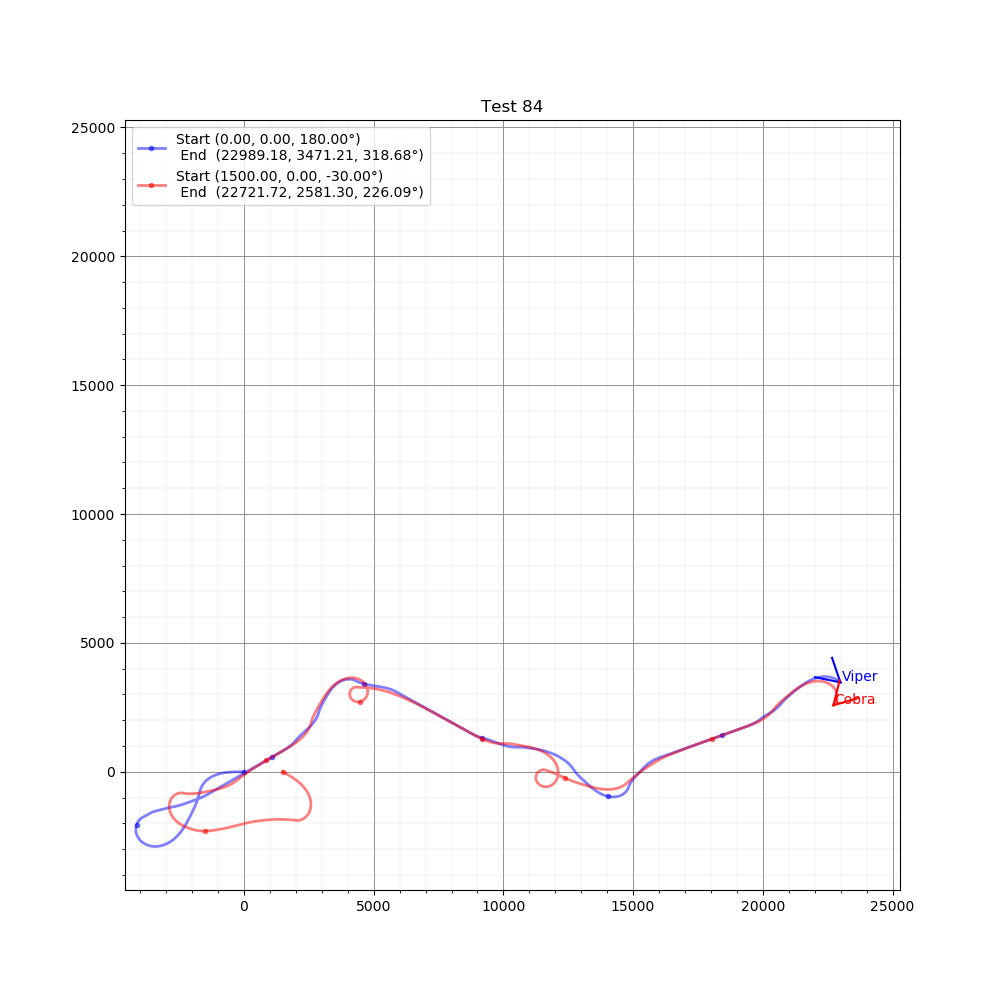 Test 84
Start (0.00, 0.00, 180.00°)
End (22989.18, 3471.21, 318.68°)
Start (1500.00, 0.00, -30.00°)
End (22721.72, 2581.30, 226.09°)
25000
20000
15000
10000
5000
0
Viper
Cobra
0 5000 10000 15000 20000 25000